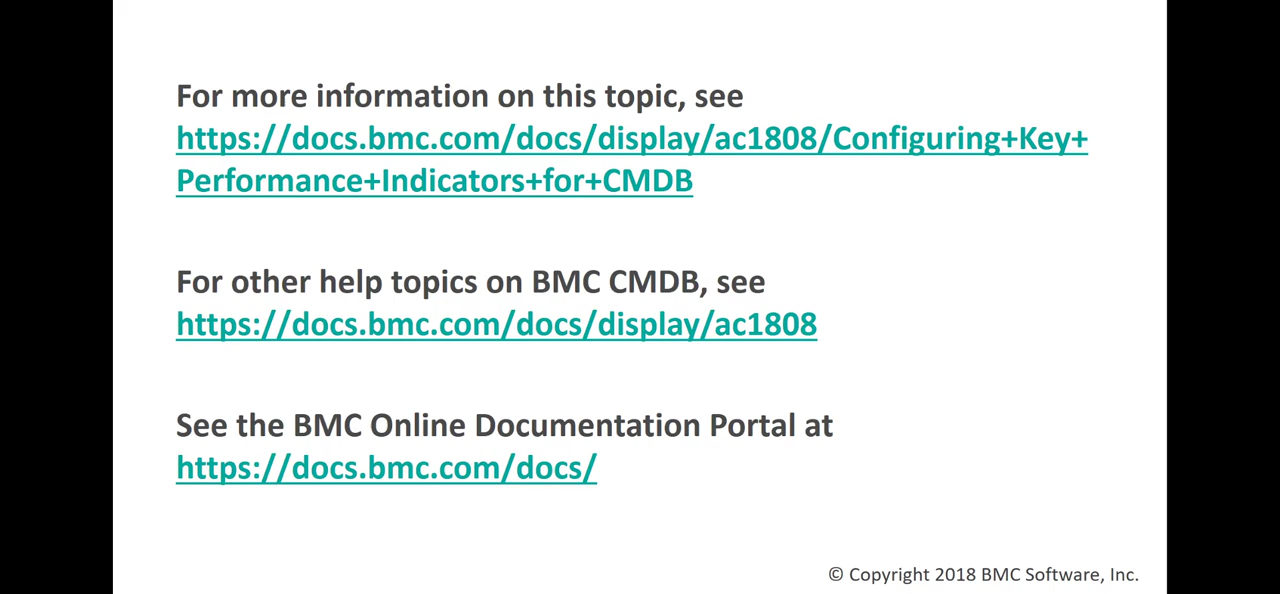 For more information on this topic, see
https://docs.bmc.com/docs/display/ac1808/Configuring+Key+
Performance+Indicators+for+CMDB
For other help topics on BMC CMDB, see
https://docs.bmc.com/docs/display/ac1808
See the BMC Online Documentation Portal at
https://docs.bmc.com/docs/
© Copyright 2018 BMC Software, Inc.